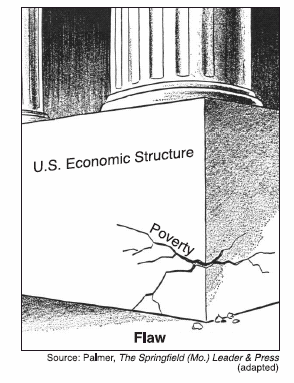 U.S. Economic Structure
Poverty
Flaw
Source: Palmer, The Springfield (Mo.) Leader & Press
(adapted)